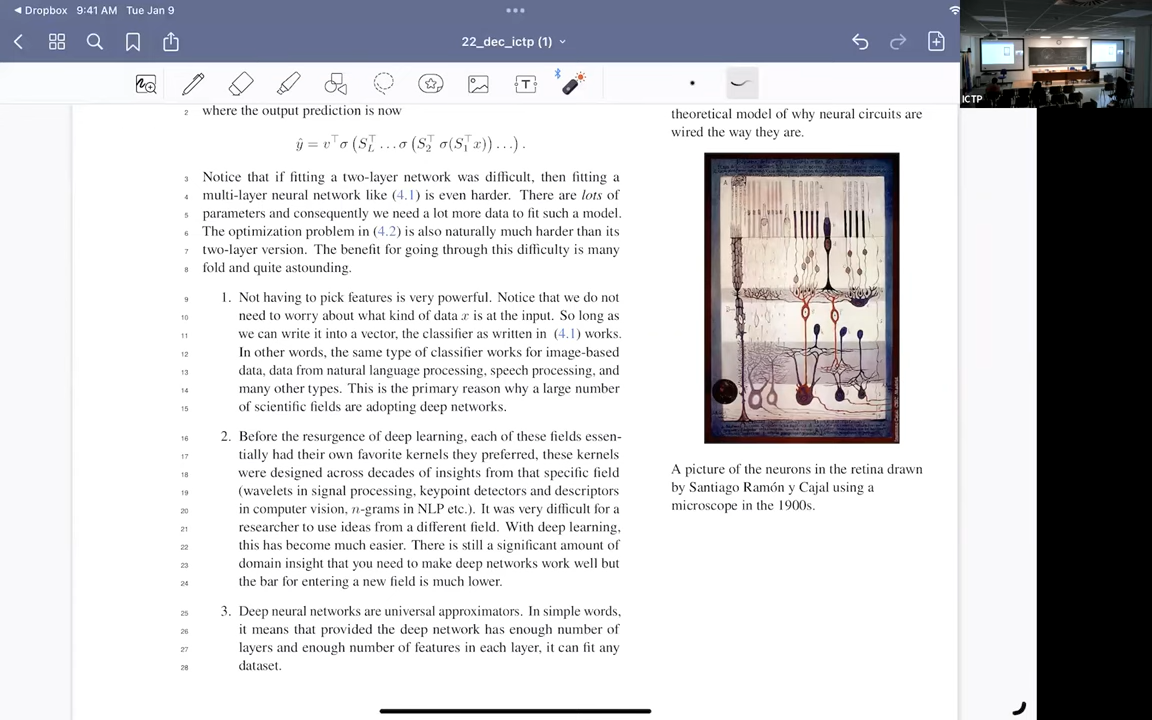 Dropbox 9:41 AM Tue Jan 9
22_dec_ictp (1)
ICTP
2 where the output prediction is now
ŷ = v⊤σ (S_L⊤ … σ (S_2⊤ σ(S_1⊤ x)) …) .
3 Notice that if fitting a two-layer network was difficult, then fitting a
4 multi-layer neural network like (4.1) is even harder. There are lots of
5 parameters and consequently we need a lot more data to fit such a model.
6 The optimization problem in (4.2) is also naturally much harder than its
7 two-layer version. The benefit for going through this difficulty is many
8 fold and quite astounding.
9 1. Not having to pick features is very powerful. Notice that we do not
10 need to worry about what kind of data x is at the input. So long as
11 we can write it into a vector, the classifier as written in (4.1) works.
12 In other words, the same type of classifier works for image-based
13 data, data from natural language processing, speech processing, and
14 many other types. This is the primary reason why a large number
15 of scientific fields are adopting deep networks.
16 2. Before the resurgence of deep learning, each of these fields essen-
17 tially had their own favorite kernels they preferred, these kernels
18 were designed across decades of insights from that specific field
19 (wavelets in signal processing, keypoint detectors and descriptors
20 in computer vision, n-grams in NLP etc.). It was very difficult for a
21 researcher to use ideas from a different field. With deep learning,
22 this has become much easier. There is still a significant amount of
23 domain insight that you need to make deep networks work well but
24 the bar for entering a new field is much lower.
25 3. Deep neural networks are universal approximators. In simple words,
26 it means that provided the deep network has enough number of
27 layers and enough number of features in each layer, it can fit any
28 dataset.
theoretical model of why neural circuits are
wired the way they are.
A picture of the neurons in the retina drawn
by Santiago Ramón y Cajal using a
microscope in the 1900s.